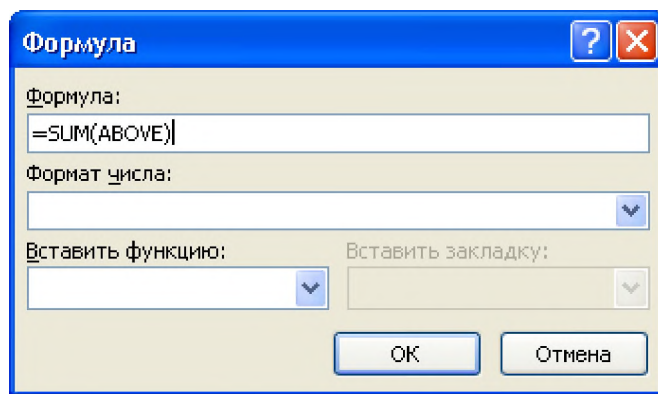 Формула
Формула:
=SUM(ABOVE)
Формат числа:
Вставить функцию: Вставить закладку:
ОК Отмена